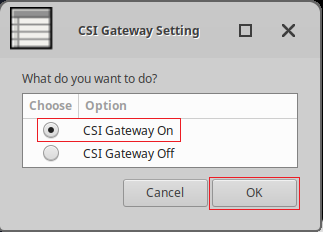 CSI Gateway Setting
What do you want to do?
Choose Option
CSI Gateway On
CSI Gateway Off
Cancel OK